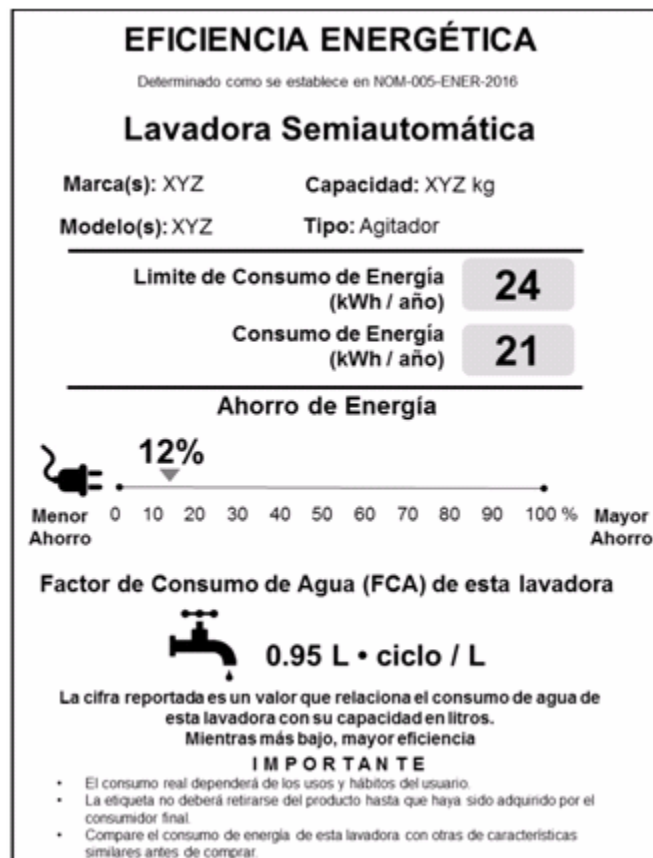 EFICIENCIA ENERGÉTICA
Determinado como se establece en NOM-005-ENER-2016
Lavadora Semiautomática
Marca(s): XYZ Capacidad: XYZ kg
Modelo(s): XYZ Tipo: Agitador
Limite de Consumo de Energía
(kWh / año) 24
Consumo de Energía
(kWh / año) 21
Ahorro de Energía
12%
Menor 0 10 20 30 40 50 60 70 80 90 100 % Mayor
Ahorro Ahorro
Factor de Consumo de Agua (FCA) de esta lavadora
0.95 L • ciclo / L
La cifra reportada es un valor que relaciona el consumo de agua de
esta lavadora con su capacidad en litros.
Mientras más bajo, mayor eficiencia
IMPORTANTE
• El consumo real dependerá de los usos y hábitos del usuario.
• La etiqueta no deberá retirarse del producto hasta que haya sido adquirido por el
consumidor final.
• Compare el consumo de energía de esta lavadora con otras de características
similares antes de comprar.